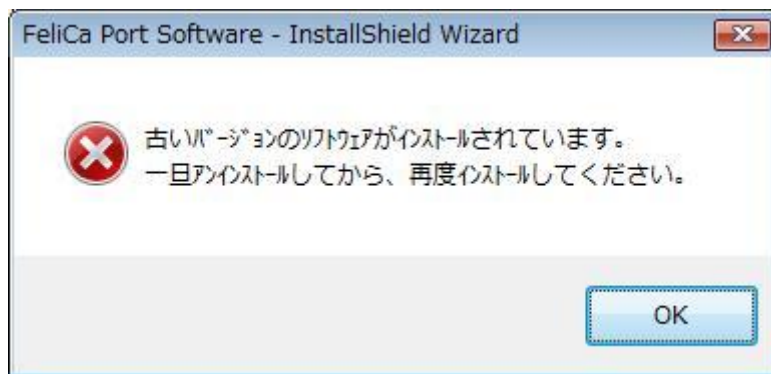 FeliCa Port Software - InstallShield Wizard
古いﾊﾞｰｼﾞｮﾝのｿﾌﾄｳｪｱがｲﾝｽﾄｰﾙされています。
一旦ｱﾝｲﾝｽﾄｰﾙしてから、再度ｲﾝｽﾄｰﾙしてください。
OK